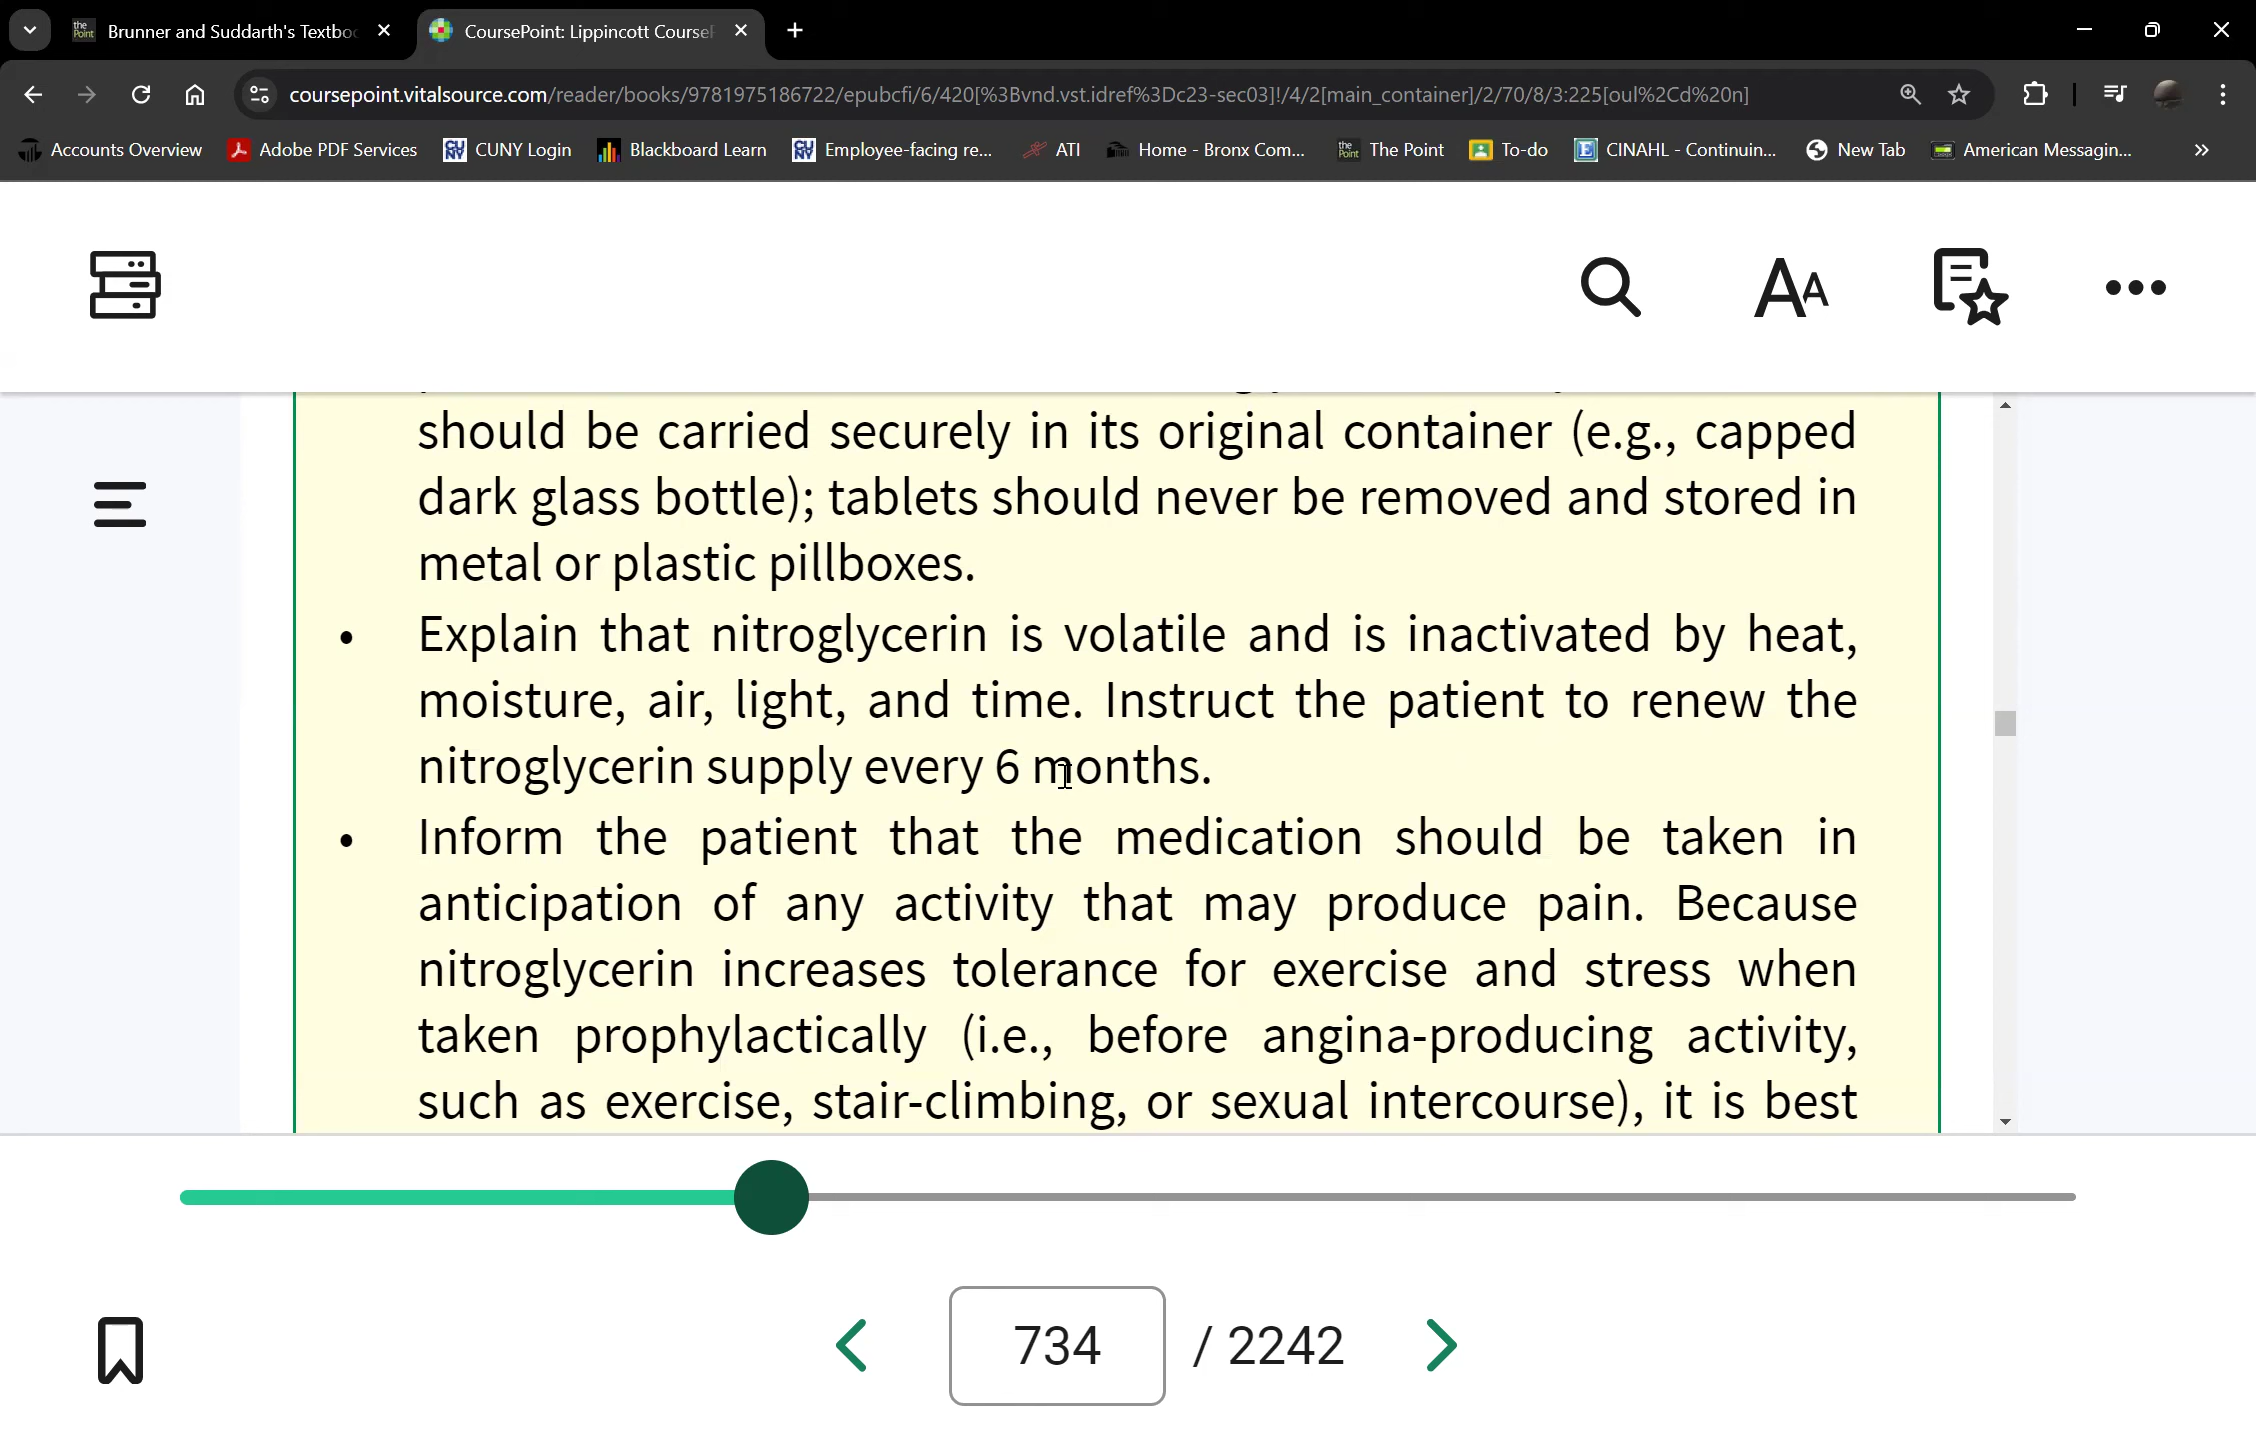 Brunner and Suddarth's Textbo
CoursePoint: Lippincott Course
coursepoint.vitalsource.com/reader/books/9781975186722/epubcfi/6/420[%3Bvnd.vst.idref%3Dc23-sec03]!/4/2[main_container]/2/70/8/3:225[oul%2Cd%20n]
Accounts Overview
Adobe PDF Services
CUNY Login
Blackboard Learn
Employee-facing re...
ATI
Home - Bronx Com...
The Point
To-do
CINAHL - Continuin...
New Tab
American Messagin...
should be carried securely in its original container (e.g., capped
dark glass bottle); tablets should never be removed and stored in
metal or plastic pillboxes.
• Explain that nitroglycerin is volatile and is inactivated by heat,
moisture, air, light, and time. Instruct the patient to renew the
nitroglycerin supply every 6 months.
• Inform the patient that the medication should be taken in
anticipation of any activity that may produce pain. Because
nitroglycerin increases tolerance for exercise and stress when
taken prophylactically (i.e., before angina-producing activity,
such as exercise, stair-climbing, or sexual intercourse), it is best
734 / 2242